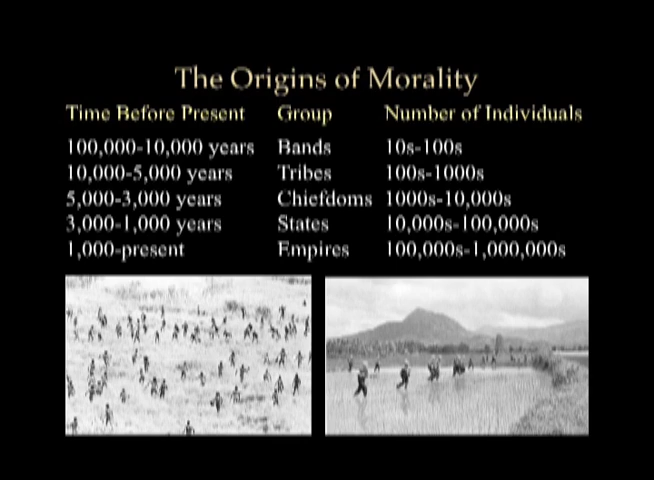 The Origins of Morality
Time Before Present Group Number of Individuals
100,000-10,000 years Bands 10s-100s
10,000-5,000 years Tribes 100s-1000s
5,000-3,000 years Chiefdoms 1000s-10,000s
3,000-1,000 years States 10,000s-100,000s
1,000-present Empires 100,000s-1,000,000s